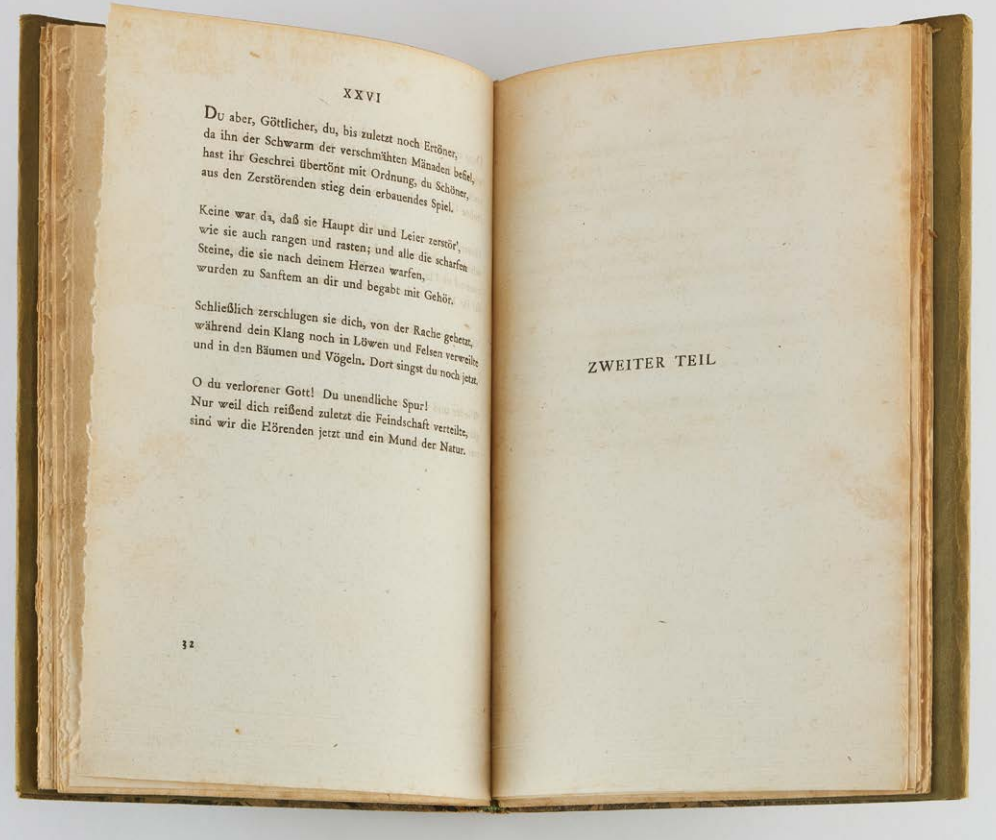 XXVI
Du aber, Göttlicher, du, bis zuletzt noch Ertöner,
da ihn der Schwarm der verschmähten Mänaden befiel,
hast ihr Geschrei übertönt mit Ordnung, du Schöner,
aus den Zerstörenden stieg dein erbauendes Spiel.
Keine war da, daß sie Haupt dir und Leier zerstör',
wie sie auch rangen und rasten; und alle die scharfen
Steine, die sie nach deinem Herzen warfen,
wurden zu Sanftem an dir und begabt mit Gehör.
Schließlich zerschlugen sie dich, von der Rache gehetzt,
während dein Klang noch in Löwen und Felsen verweilte
und in den Bäumen und Vögeln. Dort singst du noch jetzt.
O du verlorener Gott! Du unendliche Spur!
Nur weil dich reißend zuletzt die Feindschaft verteilte,
sind wir die Hörenden jetzt und ein Mund der Natur.
32
ZWEITER TEIL